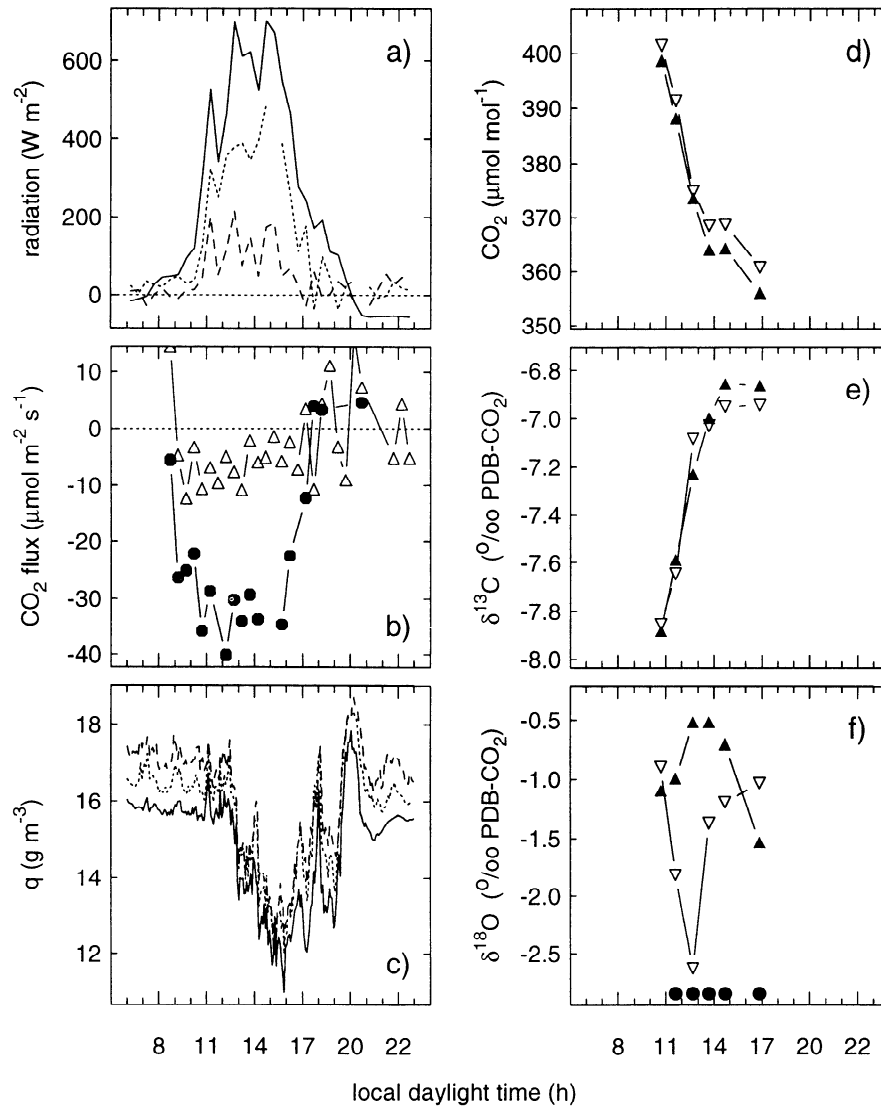 a)
600
400
200
0
radiation (W m⁻²)
b)
10
0
-10
-20
-30
-40
CO₂ flux (µmol m⁻² s⁻¹)
c)
18
16
14
12
q (g m⁻³)
8 11 14 17 20 22
d)
400
390
380
370
360
350
CO₂ (µmol mol⁻¹)
e)
-6.8
-7.0
-7.2
-7.4
-7.6
-7.8
-8.0
δ¹³C (°/oo PDB-CO₂)
f)
-0.5
-1.0
-1.5
-2.0
-2.5
δ¹⁸O (°/oo PDB-CO₂)
8 11 14 17 20 22
local daylight time (h)